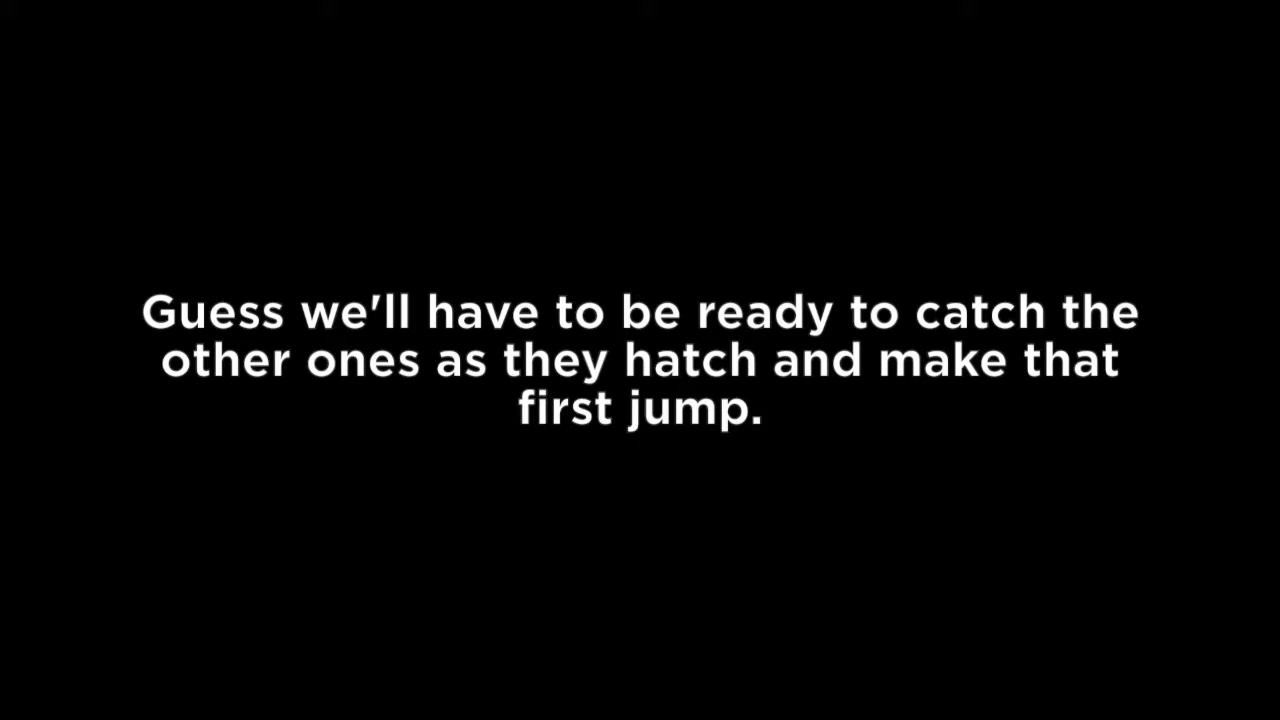 Guess we'll have to be ready to catch the
other ones as they hatch and make that
first jump.